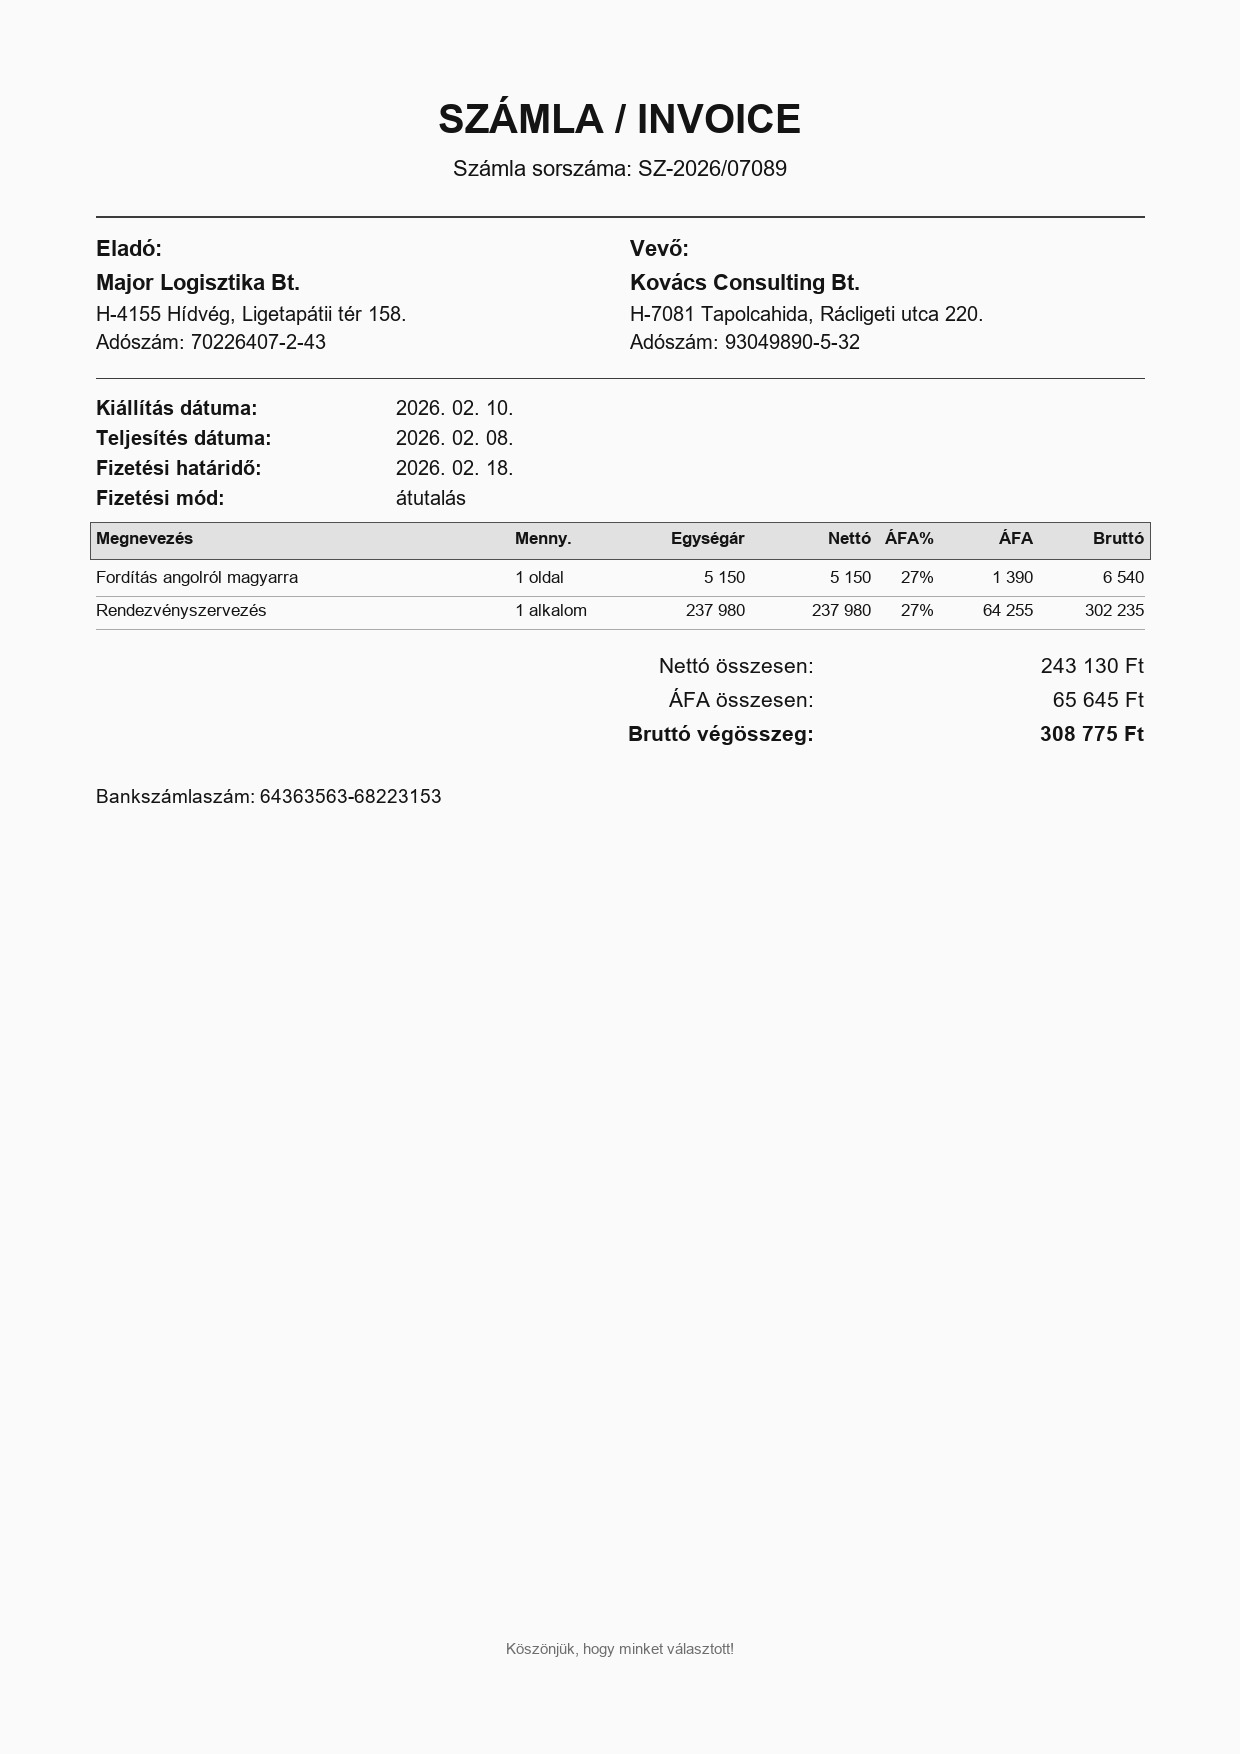 SZÁMLA / INVOICE
Számla sorszáma: SZ-2026/07089
Eladó:
Major Logisztika Bt.
H-4155 Hídvég, Ligetapátii tér 158.
Adószám: 70226407-2-43
Vevő:
Kovács Consulting Bt.
H-7081 Tapolcahida, Rácligeti utca 220.
Adószám: 93049890-5-32
Kiállítás dátuma: 2026. 02. 10.
Teljesítés dátuma: 2026. 02. 08.
Fizetési határidő: 2026. 02. 18.
Fizetési mód: átutalás
Megnevezés Menny. Egységár Nettó ÁFA% ÁFA Bruttó
Fordítás angolról magyarra 1 oldal 5 150 5 150 27% 1 390 6 540
Rendezvényszervezés 1 alkalom 237 980 237 980 27% 64 255 302 235
Nettó összesen: 243 130 Ft
ÁFA összesen: 65 645 Ft
Bruttó végösszeg: 308 775 Ft
Bankszámlaszám: 64363563-68223153
Köszönjük, hogy minket választott!